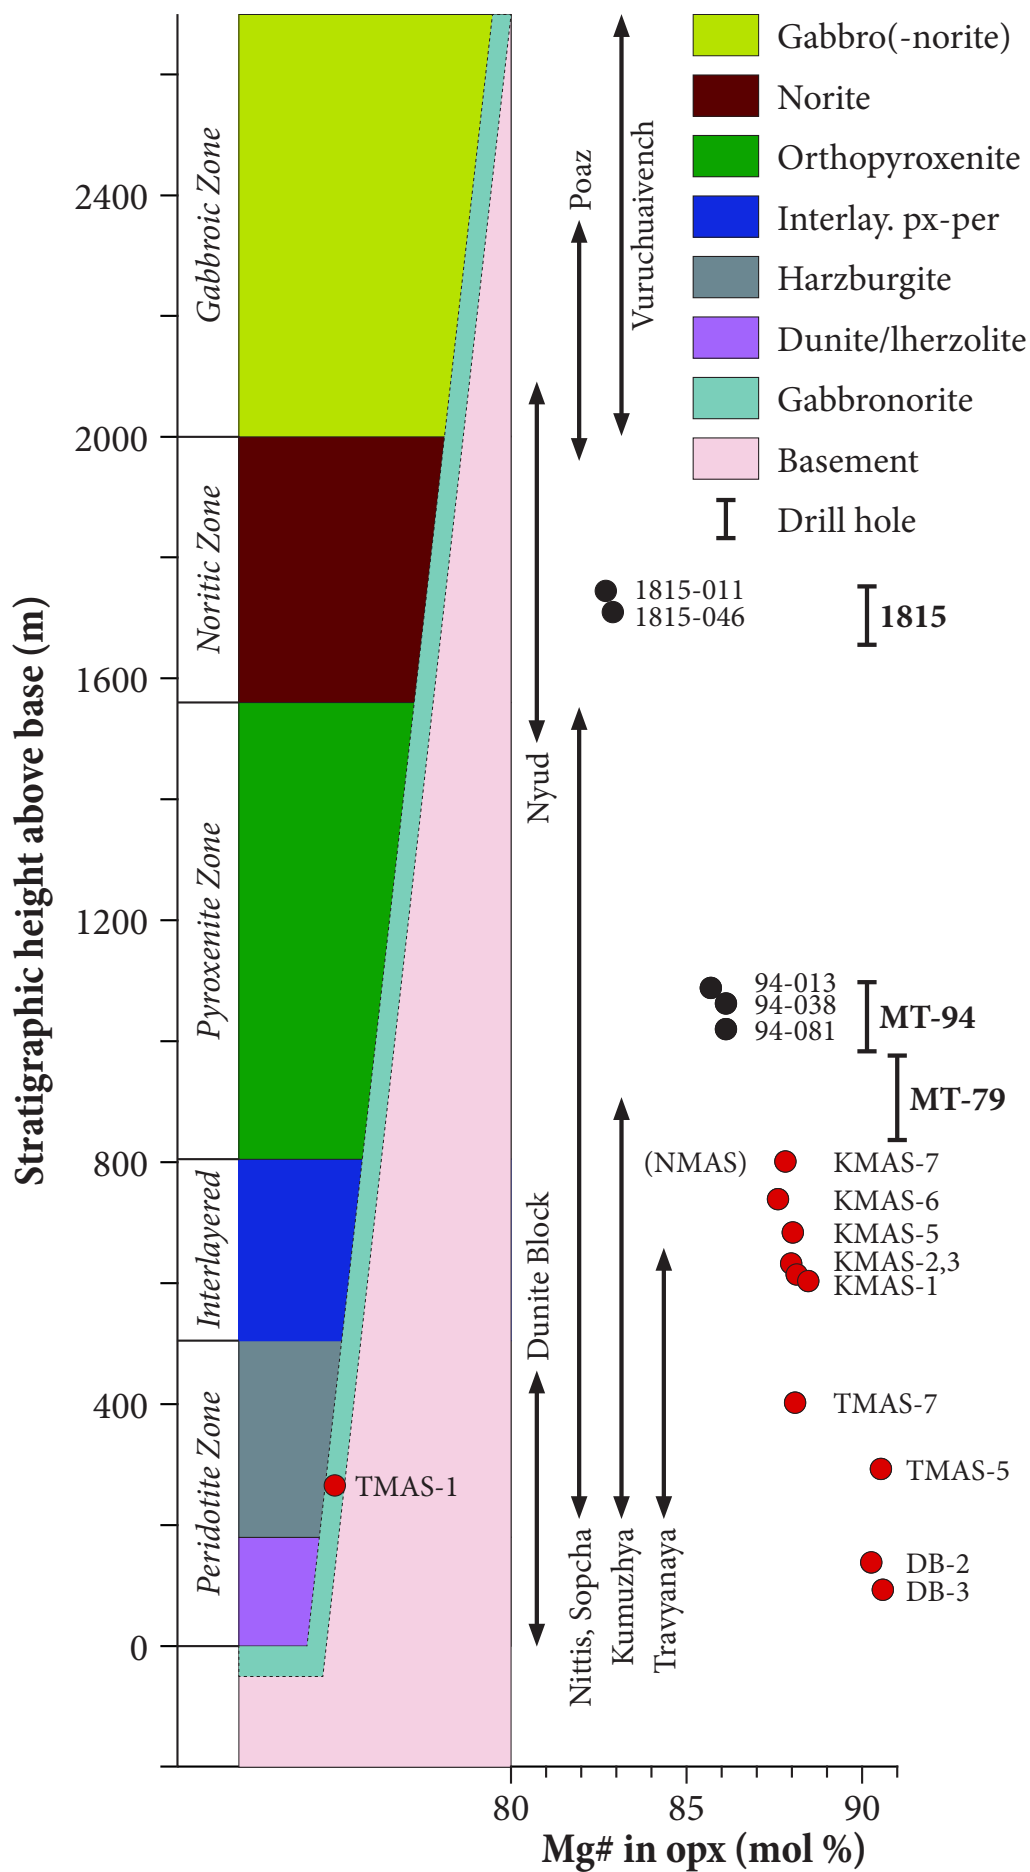 Gabbro(-norite)
Norite
Orthopyroxenite
Interlay. px-per
Harzburgite
Dunite/lherzolite
Gabbronorite
Basement
Drill hole
Stratigraphic height above base (m)
2400
2000
1600
1200
800
400
0
Gabbroic Zone
Noritic Zone
Pyroxenite Zone
Interlayered
Peridotite Zone
TMAS-1
Poaz
Vuruchuaivench
Nyud
Dunite Block
Nittis, Sopcha
Kumuzhya
Travyanaya
1815-011
1815-046
1815
94-013
94-038
94-081
MT-94
MT-79
(NMAS)
KMAS-7
KMAS-6
KMAS-5
KMAS-2,3
KMAS-1
TMAS-7
TMAS-5
DB-2
DB-3
80
85
90
Mg# in opx (mol %)